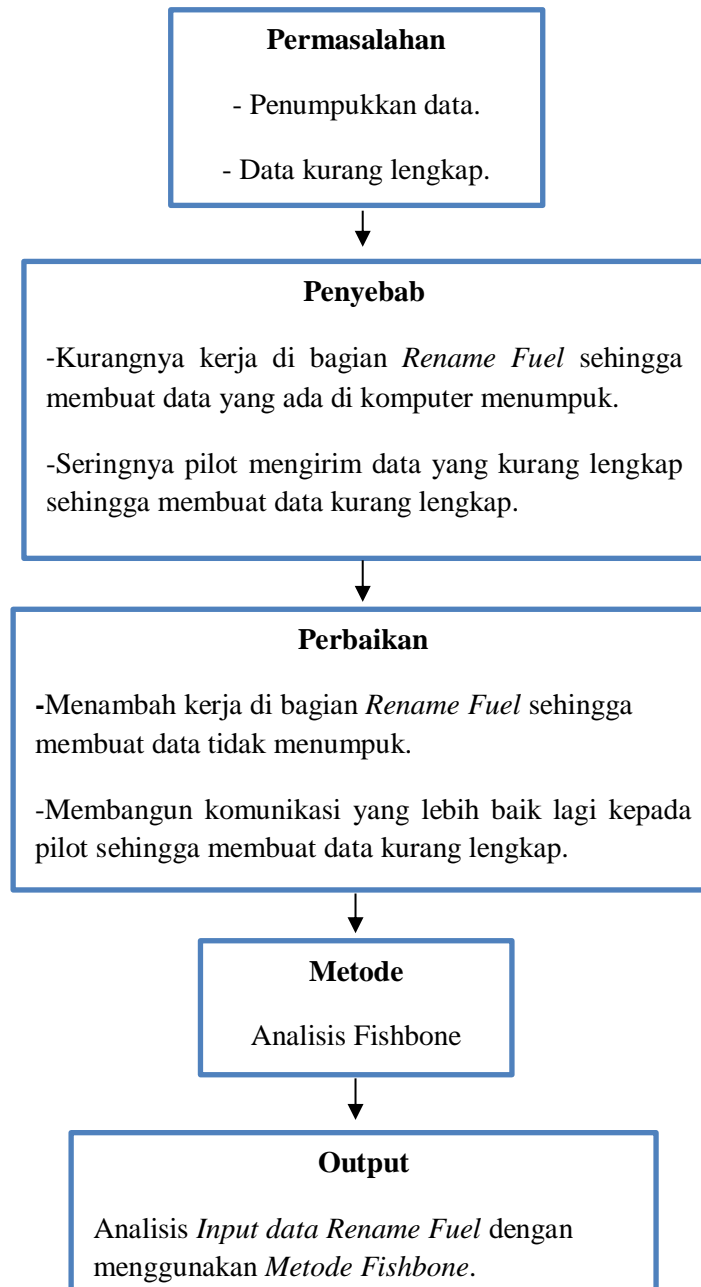 Permasalahan
- Penumpukkan data.
- Data kurang lengkap.
Penyebab
-Kurangnya kerja di bagian Rename Fuel sehingga
membuat data yang ada di komputer menumpuk.
-Seringnya pilot mengirim data yang kurang lengkap
sehingga membuat data kurang lengkap.
Perbaikan
-Menambah kerja di bagian Rename Fuel sehingga
membuat data tidak menumpuk.
-Membangun komunikasi yang lebih baik lagi kepada
pilot sehingga membuat data kurang lengkap.
Metode
Analisis Fishbone
Output
Analisis Input data Rename Fuel dengan
menggunakan Metode Fishbone.